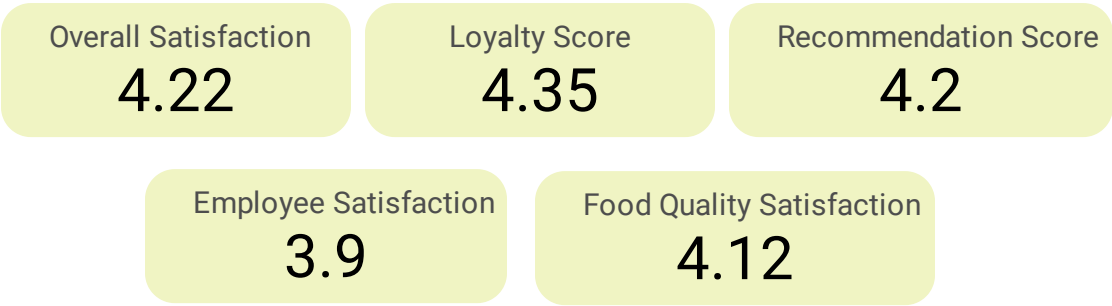 Overall Satisfaction
4.22
Loyalty Score
4.35
Recommendation Score
4.2
Employee Satisfaction
3.9
Food Quality Satisfaction
4.12